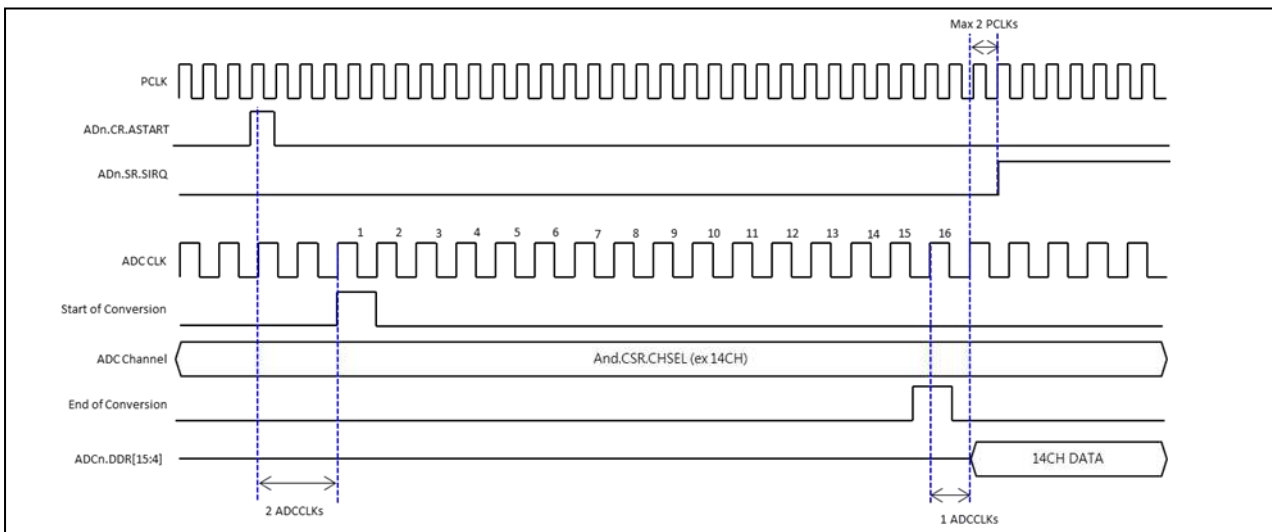 Max 2 PCLKs
PCLK
ADn.CR.ASTART
ADn.SR.SIRQ
1 2 3 4 5 6 7 8 9 10 11 12 13 14 15 16
ADC CLK
Start of Conversion
ADC Channel And.CSR.CHSEL (ex 14CH)
End of Conversion
ADCn.DDR[15:4] 14CH DATA
2 ADCCLKs 1 ADCCLKs